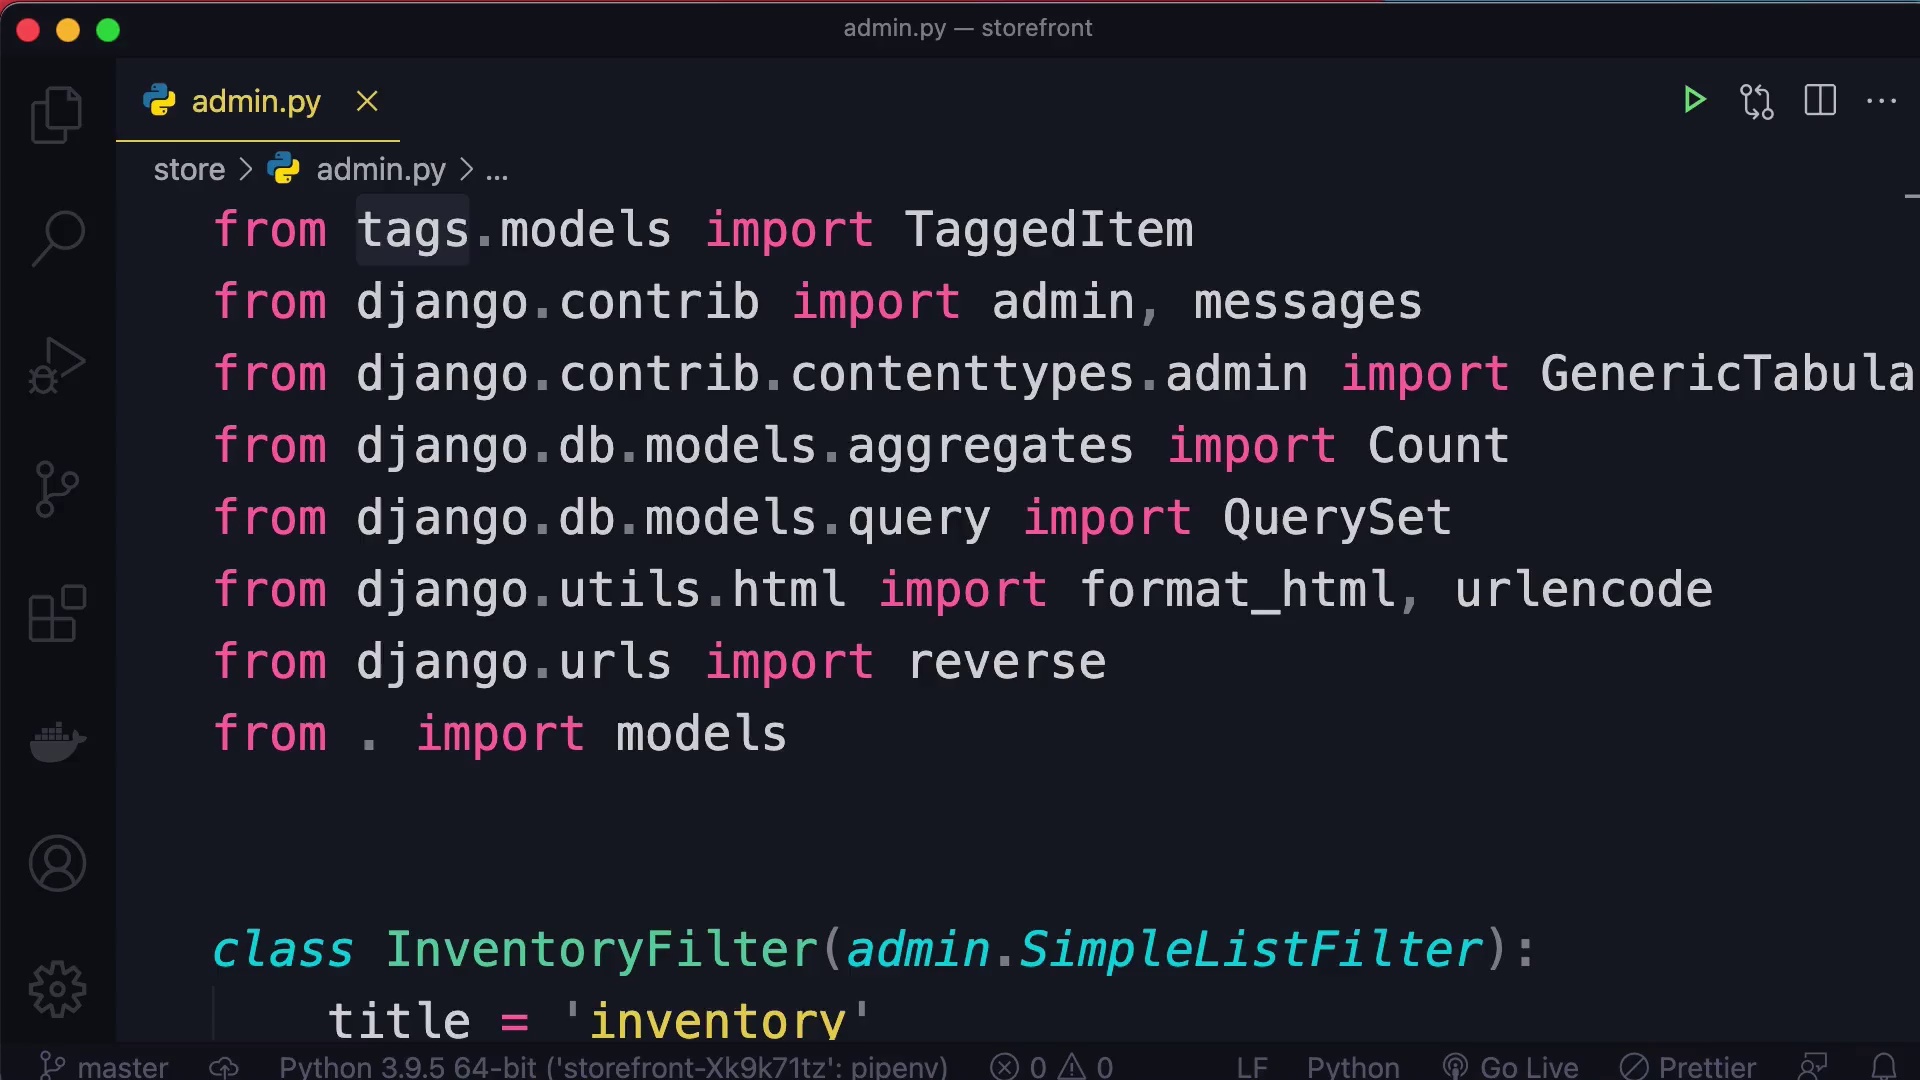 admin.py — storefront
admin.py
store > admin.py > ...
from tags.models import TaggedItem
from django.contrib import admin, messages
from django.contrib.contenttypes.admin import GenericTabula
from django.db.models.aggregates import Count
from django.db.models.query import QuerySet
from django.utils.html import format_html, urlencode
from django.urls import reverse
from . import models
class InventoryFilter(admin.SimpleListFilter):
title = 'inventory'
master Python 3.9.5 64-bit ('storefront-Xk9k71tz': pipenv) 0 0 LF Python Go Live Prettier